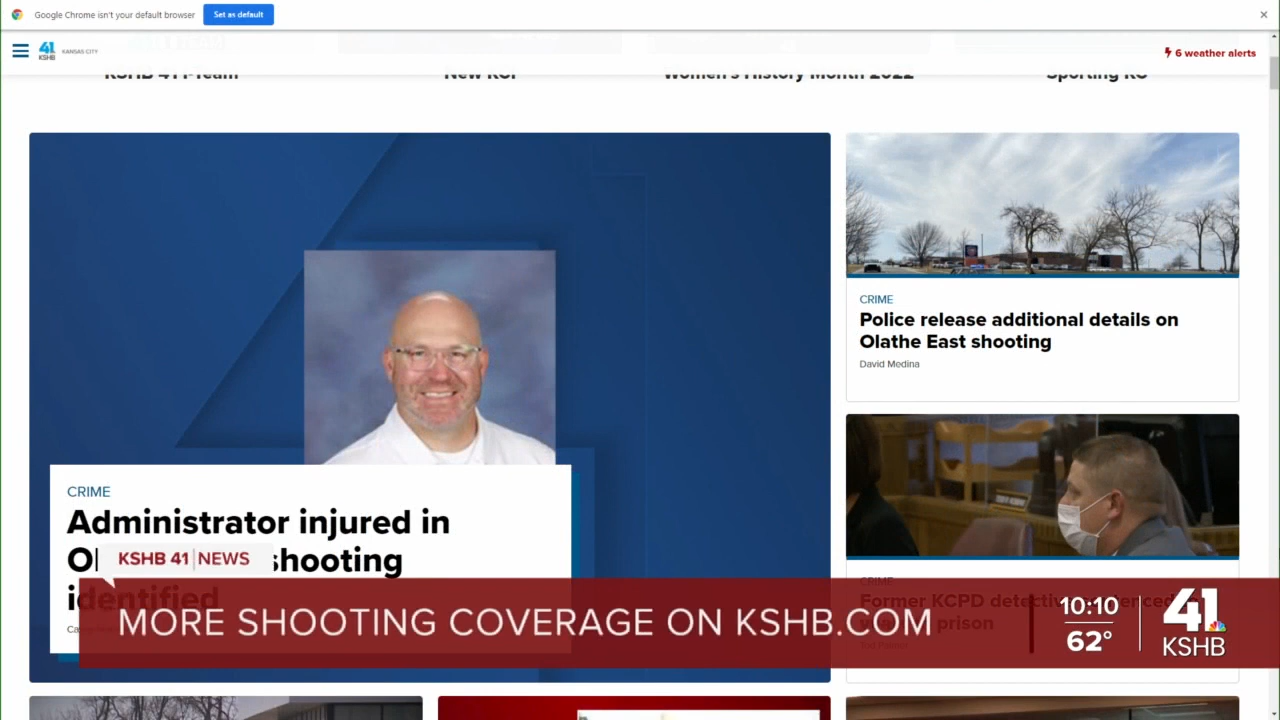 Google Chrome isn't your default browser
Set as default
41
KSHB
KANSAS CITY
6 weather alerts
KSHB 41 I-Team
New KCI
Women's History Month 2022
Sporting KC
CRIME
Police release additional details on
Olathe East shooting
David Medina
CRIME
Administrator injured in
Ol shooting
identified
KSHB 41 NEWS
MORE SHOOTING COVERAGE ON KSHB.COM
CRIME
Former KCPD detective
prison
10:10
62°
41
KSHB